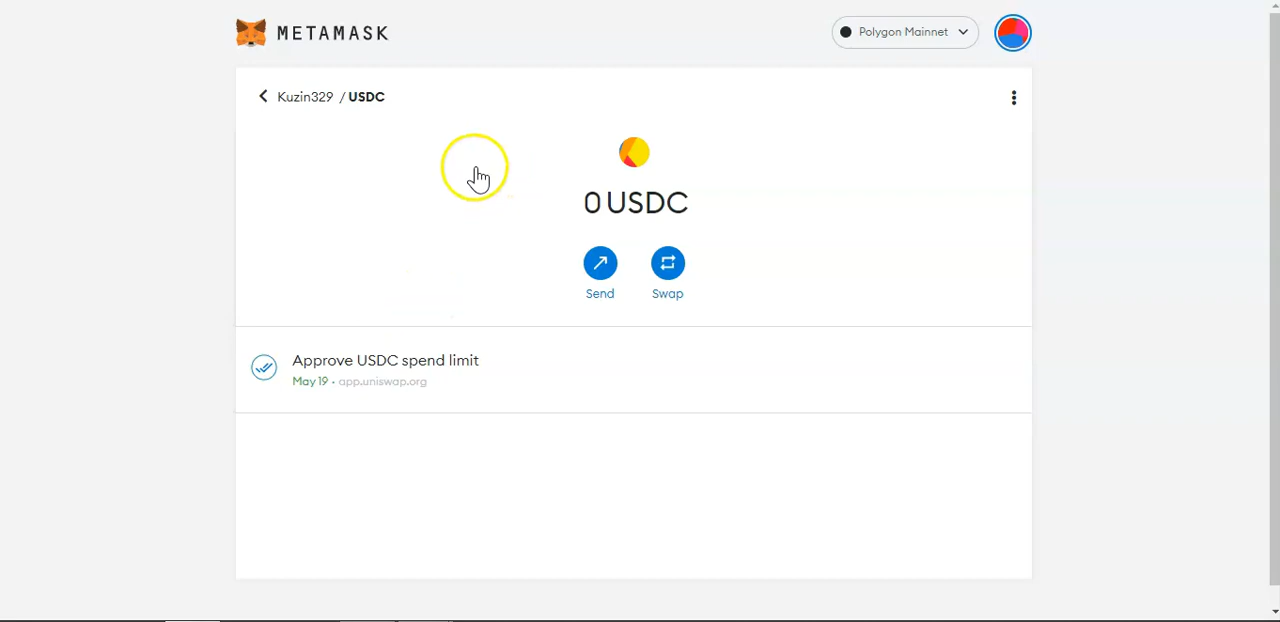 METAMASK
Polygon Mainnet
Kuzin329 / USDC
0 USDC
Send
Swap
Approve USDC spend limit
May 19 · app.uniswap.org